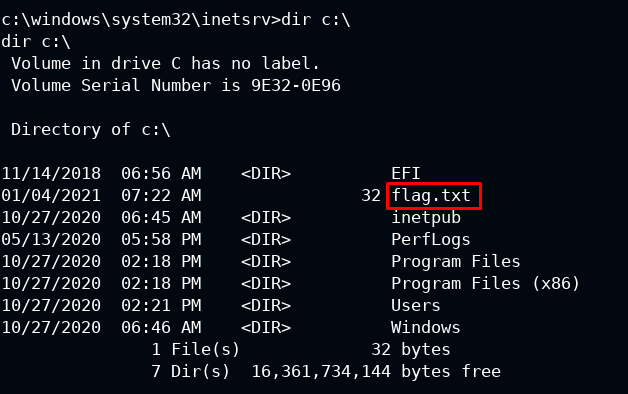 c:\windows\system32\inetsrv>dir c:\
dir c:\
 Volume in drive C has no label.
 Volume Serial Number is 9E32-0E96

 Directory of c:\

11/14/2018  06:56 AM    <DIR>          EFI
01/04/2021  07:22 AM                32 flag.txt
10/27/2020  06:45 AM    <DIR>          inetpub
05/13/2020  05:58 PM    <DIR>          PerfLogs
10/27/2020  02:18 PM    <DIR>          Program Files
10/27/2020  02:18 PM    <DIR>          Program Files (x86)
10/27/2020  02:21 PM    <DIR>          Users
10/27/2020  06:46 AM    <DIR>          Windows
               1 File(s)             32 bytes
               7 Dir(s)  16,361,734,144 bytes free